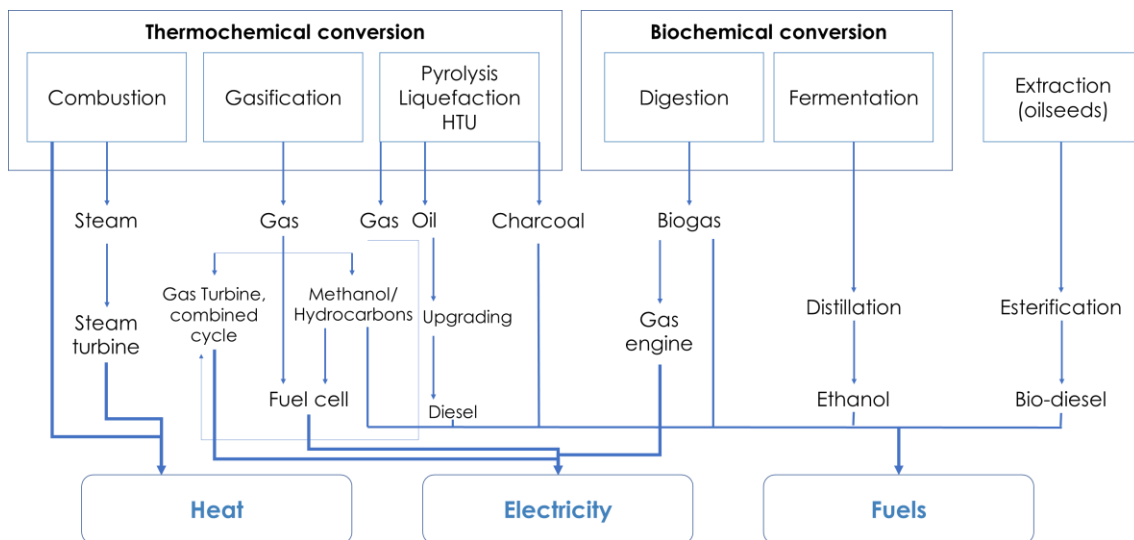 Thermochemical conversion
Biochemical conversion
Combustion
Gasification
Pyrolysis
Liquefaction
HTU
Digestion
Fermentation
Extraction
(oilseeds)
Steam
Gas
Gas
Oil
Charcoal
Biogas
Gas Turbine,
combined
cycle
Methanol/
Hydrocarbons
Upgrading
Steam
turbine
Gas
engine
Distillation
Esterification
Fuel cell
Diesel
Ethanol
Bio-diesel
Heat
Electricity
Fuels